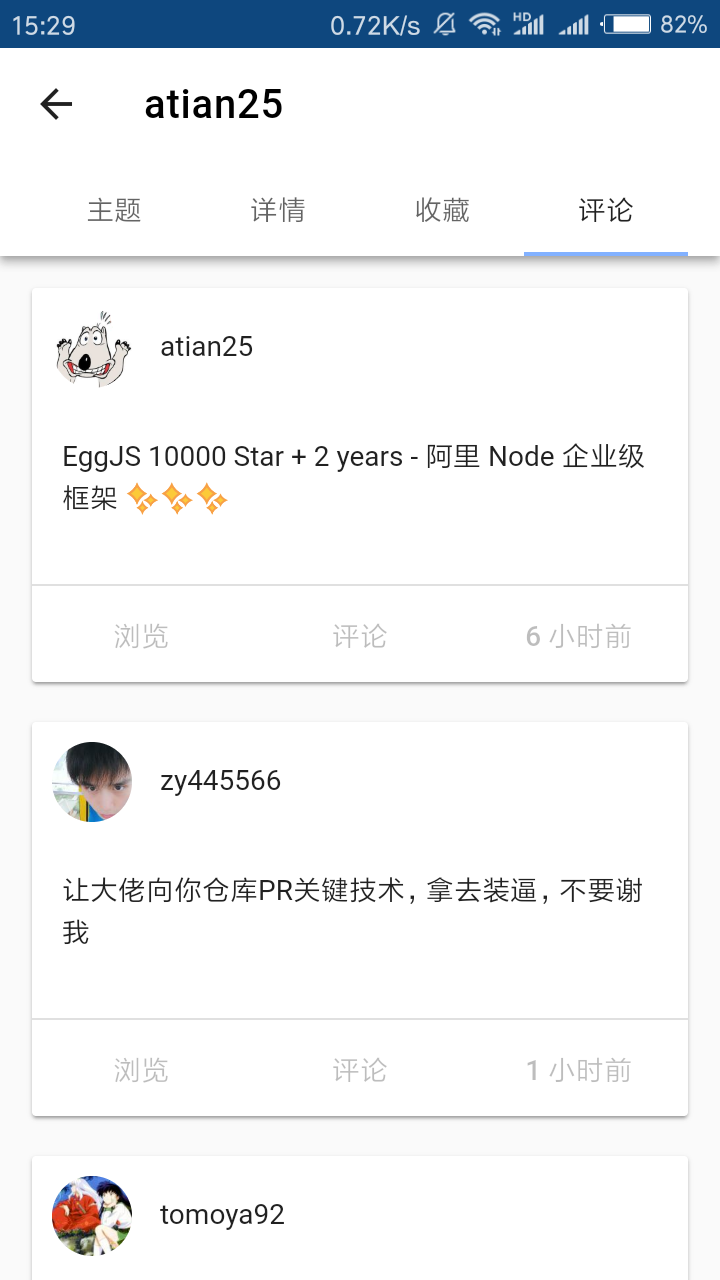 15:29 0.72K/s HD 82%
atian25
主题 详情 收藏 评论
atian25
EggJS 10000 Star + 2 years - 阿里 Node 企业级
框架 ✨✨✨
浏览 评论 6 小时前
zy445566
让大佬向你仓库PR关键技术，拿去装逼，不要谢
我
浏览 评论 1 小时前
tomoya92